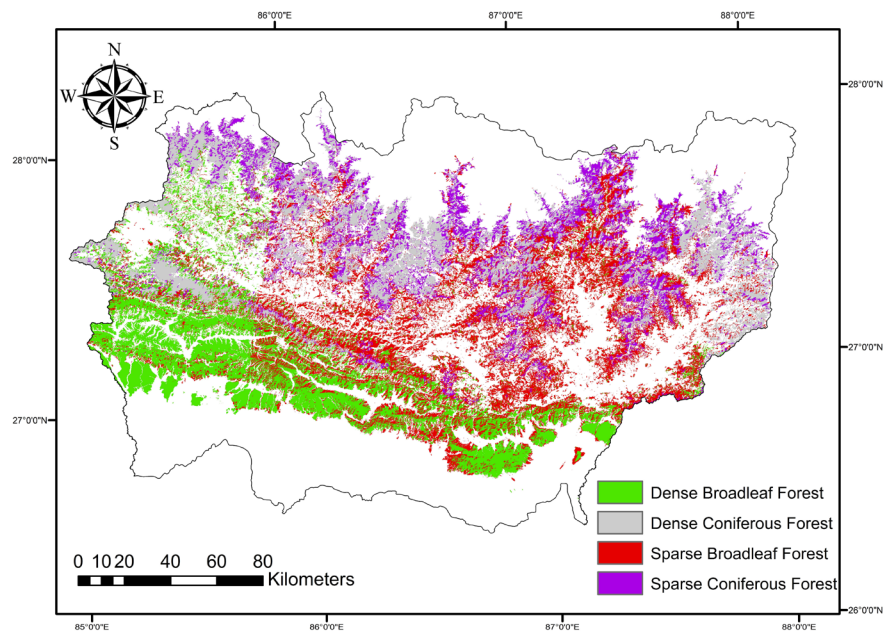 86°0'0"E 87°0'0"E 88°0'0"E
N
W E
S
28°0'0"N
28°0'0"N
27°0'0"N
27°0'0"N
26°0'0"N
Dense Broadleaf Forest
Dense Coniferous Forest
Sparse Broadleaf Forest
Sparse Coniferous Forest
0 10 20 40 60 80
Kilometers
85°0'0"E 86°0'0"E 87°0'0"E 88°0'0"E